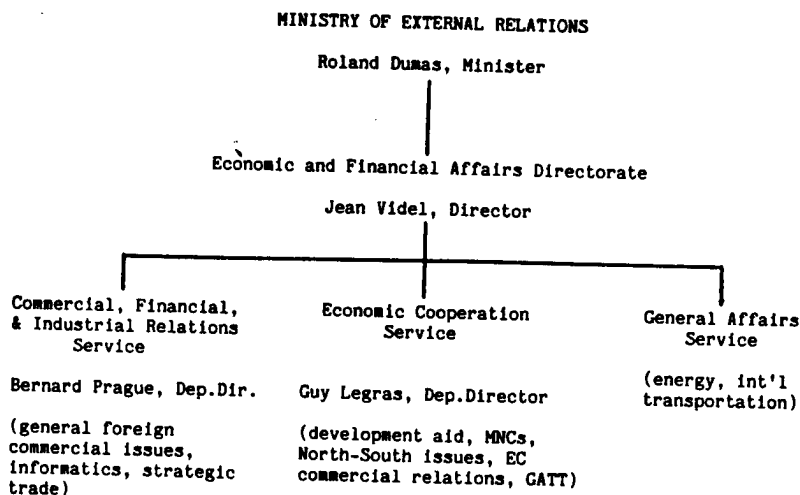 MINISTRY OF EXTERNAL RELATIONS
Roland Dumas, Minister
Economic and Financial Affairs Directorate
Jean Videl, Director
Commercial, Financial,
& Industrial Relations
Service
Bernard Prague, Dep.Dir.
(general foreign
commercial issues,
informatics, strategic
trade)
Economic Cooperation
Service
Guy Legras, Dep.Director
(development aid, MNCs,
North-South issues, EC
commercial relations, GATT)
General Affairs
Service
(energy, int'l
transportation)